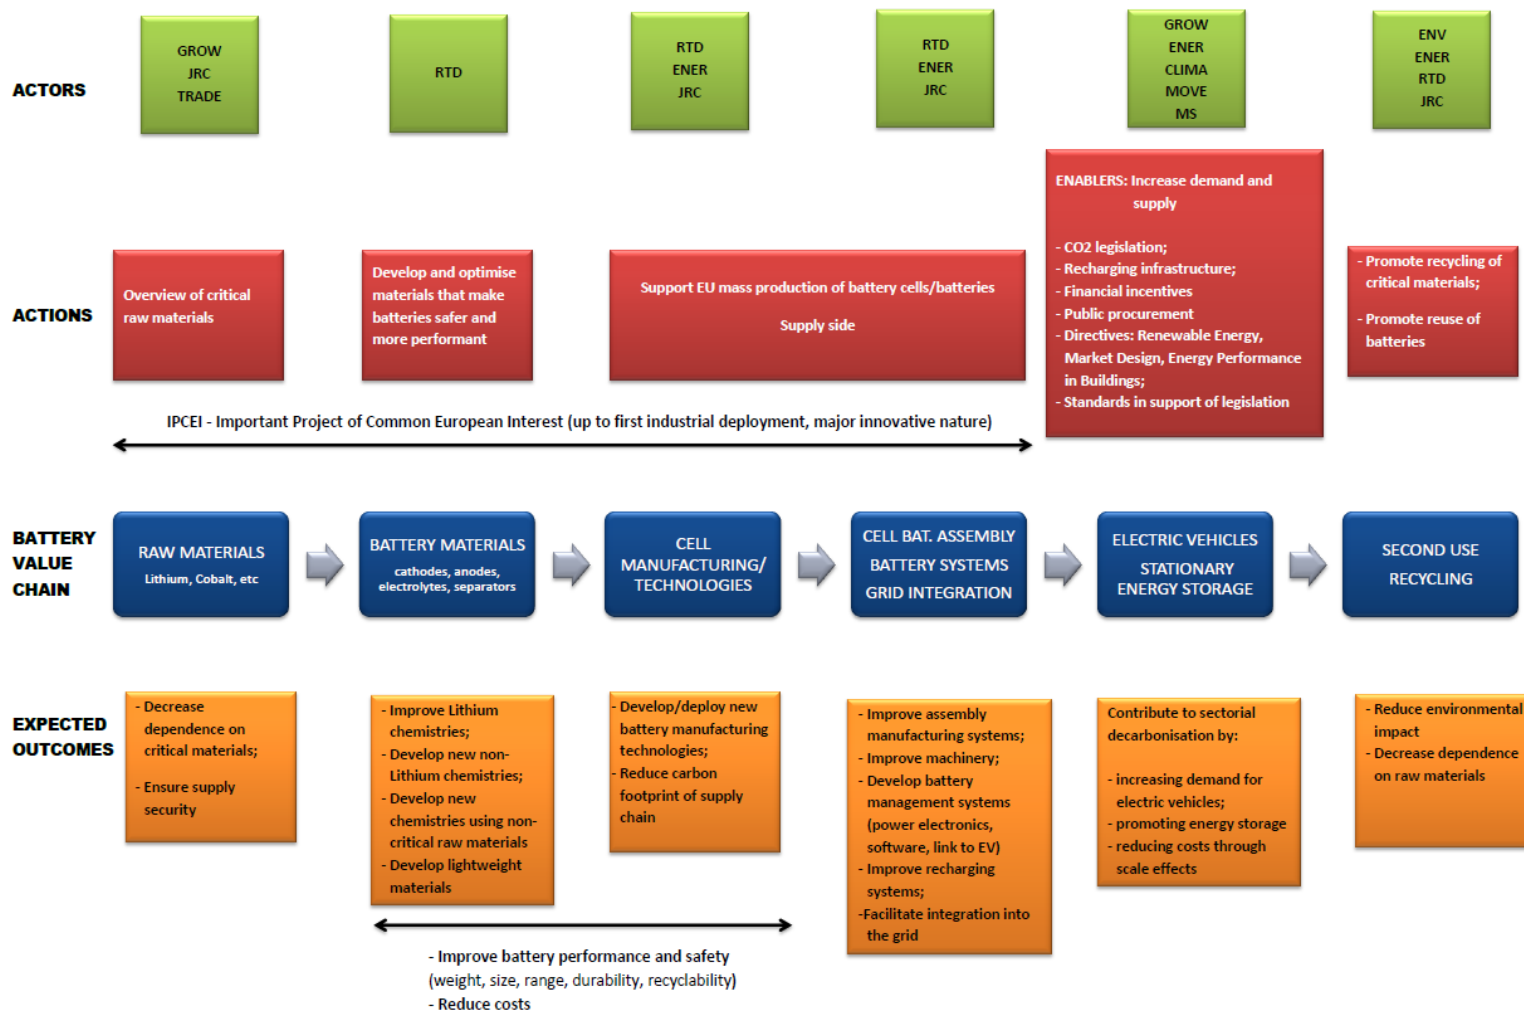 ACTORS
GROW
JRC
TRADE
RTD
RTD
ENER
JRC
RTD
ENER
JRC
GROW
ENER
CLIMA
MOVE
MS
ENV
ENER
RTD
JRC
ACTIONS
Overview of critical
raw materials
Develop and optimise
materials that make
batteries safer and
more performant
Support EU mass production of battery cells/batteries
Supply side
ENABLERS: Increase demand and
supply
- CO2 legislation;
- Recharging infrastructure;
- Financial incentives
- Public procurement
- Directives: Renewable Energy,
Market Design, Energy Performance
in Buildings;
- Standards in support of legislation
- Promote recycling of
critical materials;
- Promote reuse of
batteries
IPCEI - Important Project of Common European Interest (up to first industrial deployment, major innovative nature)
BATTERY
VALUE
CHAIN
RAW MATERIALS
Lithium, Cobalt, etc
BATTERY MATERIALS
cathodes, anodes,
electrolytes, separators
CELL
MANUFACTURING/
TECHNOLOGIES
CELL BAT. ASSEMBLY
BATTERY SYSTEMS
GRID INTEGRATION
ELECTRIC VEHICLES
STATIONARY
ENERGY STORAGE
SECOND USE
RECYCLING
EXPECTED
OUTCOMES
- Decrease
dependence on
critical materials;
- Ensure supply
security
- Improve Lithium
chemistries;
- Develop new non-
Lithium chemistries;
- Develop new
chemistries using non-
critical raw materials
- Develop lightweight
materials
- Develop/deploy new
battery manufacturing
technologies;
- Reduce carbon
footprint of supply
chain
- Improve assembly
manufacturing systems;
- Improve machinery;
- Develop battery
management systems
(power electronics,
software, link to EV)
- Improve recharging
systems;
-Facilitate integration into
the grid
Contribute to sectorial
decarbonisation by:
- increasing demand for
electric vehicles;
- promoting energy storage
- reducing costs through
scale effects
- Reduce environmental
impact
- Decrease dependence
on raw materials
- Improve battery performance and safety
(weight, size, range, durability, recyclability)
- Reduce costs